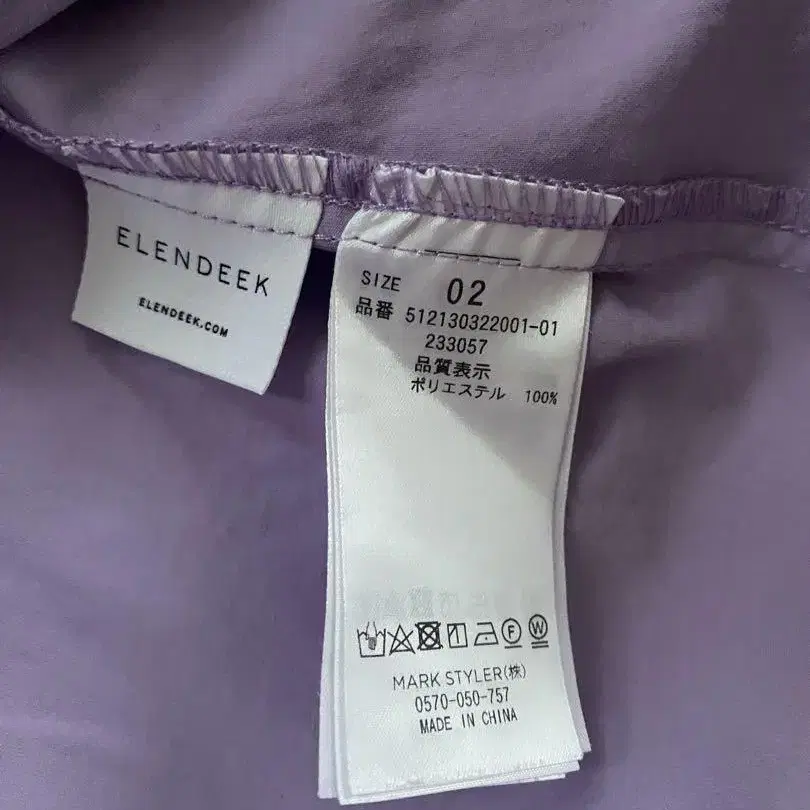 ELENDEEK
ELENDEEK.COM
SIZE 02
品番 512130322001-01
233057
品質表示
ポリエステル 100%
MARK STYLER(株)
0570-050-757
MADE IN CHINA